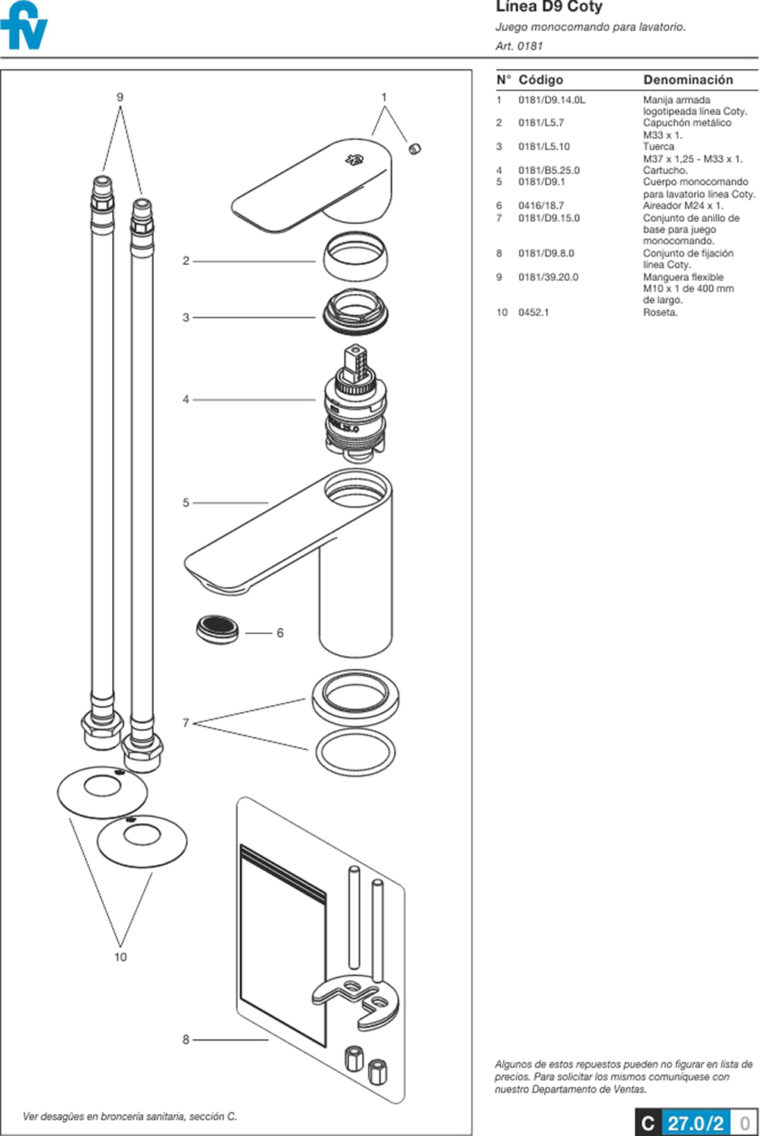 fv
Línea D9 Coty
Juego monocomando para lavatorio.
Art. 0181
N° Código Denominación
1 0181/D9.14.0L Manija armada
logotipeada línea Coty.
2 0181/L5.7 Capuchón metálico
M33 x 1.
3 0181/L5.10 Tuerca
M37 x 1,25 - M33 x 1.
4 0181/B5.25.0 Cartucho.
5 0181/D9.1 Cuerpo monocomando
para lavatorio línea Coty.
6 0416/18.7 Aireador M24 x 1.
7 0181/D9.15.0 Conjunto de anillo de
base para juego
monocomando.
8 0181/D9.8.0 Conjunto de fijación
línea Coty.
9 0181/39.20.0 Manguera flexible
M10 x 1 de 400 mm
de largo.
10 0452.1 Roseta.
9
1
2
3
4
5
6
7
10
8
Ver desagües en broncería sanitaria, sección C.
Algunos de estos repuestos pueden no figurar en lista de
precios. Para solicitar los mismos comuníquese con
nuestro Departamento de Ventas.
C 27.0/2 0